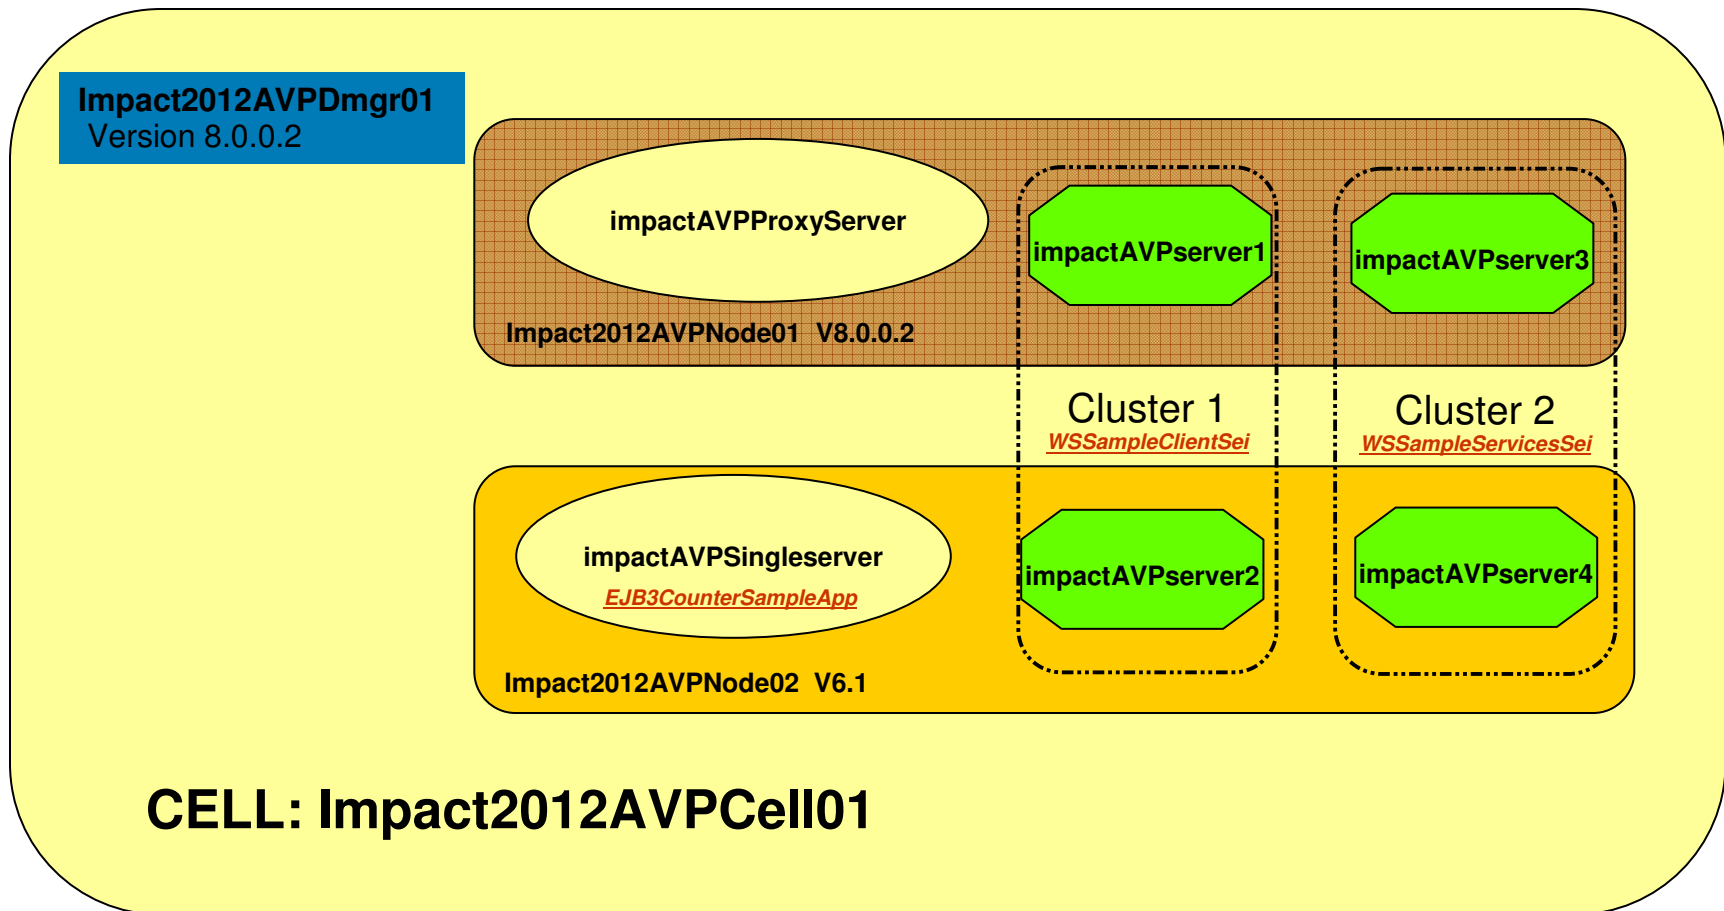 Impact2012AVPDmgr01
Version 8.0.0.2
impactAVPProxyServer
impactAVPserver1
impactAVPserver3
Impact2012AVPNode01 V8.0.0.2
Cluster 1
WSSampleClientSei
Cluster 2
WSSampleServicesSei
impactAVPSingleserver
EJB3CounterSampleApp
impactAVPserver2
impactAVPserver4
Impact2012AVPNode02 V6.1
CELL: Impact2012AVPCell01